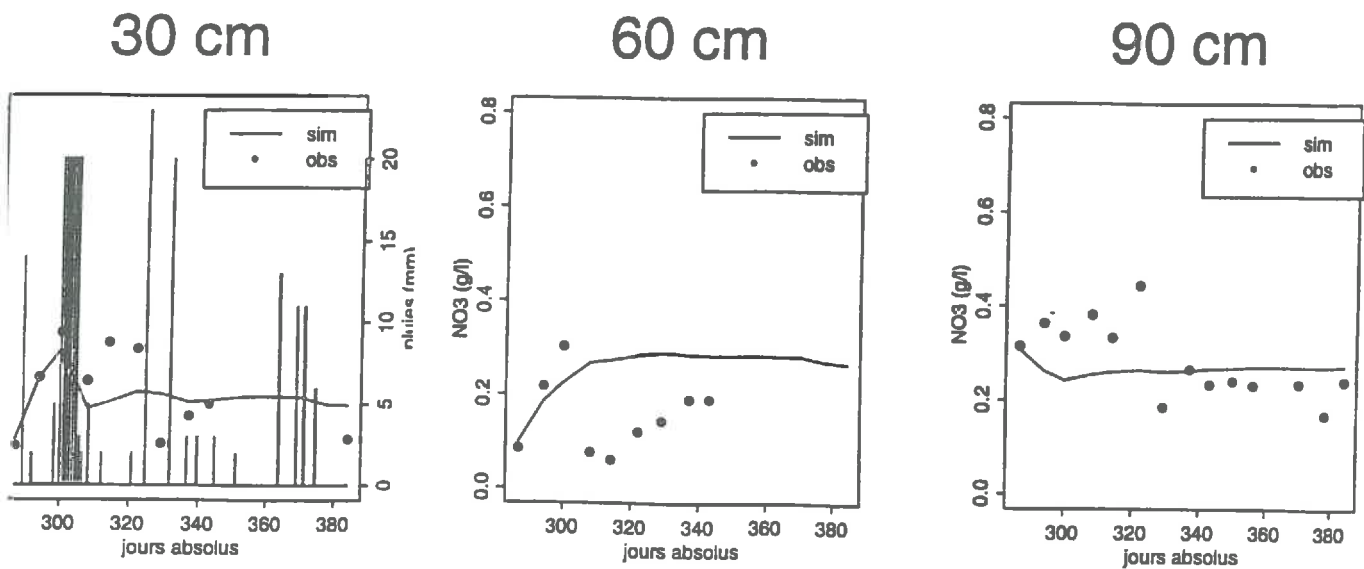 30 cm
sim
obs
20
15
10
5
0
pluies (mm)
300 320 340 360 380
jours absolus
60 cm
sim
obs
0.8
0.6
0.4
0.2
0.0
NO3 (g/l)
300 320 340 360 380
jours absolus
90 cm
sim
obs
0.8
0.6
0.4
0.2
0.0
NO3 (g/l)
300 320 340 360 380
jours absolus